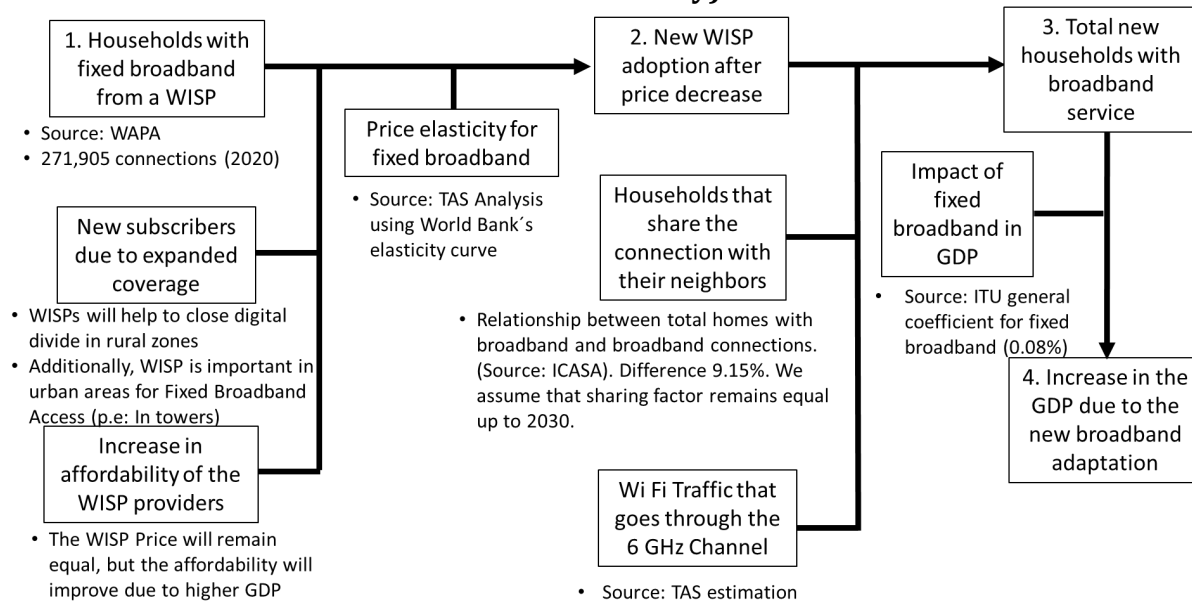 1. Households with
fixed broadband
from a WISP
• Source: WAPA
• 271,905 connections (2020)
New subscribers
due to expanded
coverage
• WISPs will help to close digital
divide in rural zones
• Additionally, WISP is important in
urban areas for Fixed Broadband
Access (p.e: In towers)
Increase in
affordability of the
WISP providers
• The WISP Price will remain
equal, but the affordability will
improve due to higher GDP
Price elasticity for
fixed broadband
• Source: TAS Analysis
using World Bank´s
elasticity curve
2. New WISP
adoption after
price decrease
Households that
share the
connection with
their neighbors
• Relationship between total homes with
broadband and broadband connections.
(Source: ICASA). Difference 9.15%. We
assume that sharing factor remains equal
up to 2030.
Wi Fi Traffic that
goes through the
6 GHz Channel
• Source: TAS estimation
3. Total new
households with
broadband
service
Impact of
fixed
broadband in
GDP
• Source: ITU general
coefficient for fixed
broadband (0.08%)
4. Increase in the
GDP due to the
new broadband
adaptation